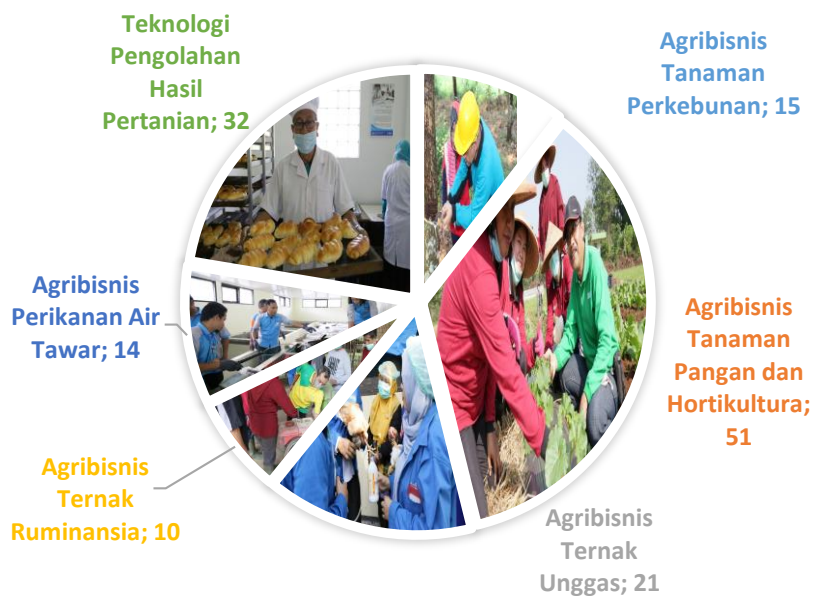 Teknologi
Pengolahan
Hasil
Pertanian; 32
Agribisnis
Tanaman
Perkebunan; 15
Agribisnis
Perikanan Air
Tawar; 14
Agribisnis
Tanaman
Pangan dan
Hortikultura;
51
Agribisnis
Ternak
Ruminansia; 10
Agribisnis
Ternak
Unggas; 21